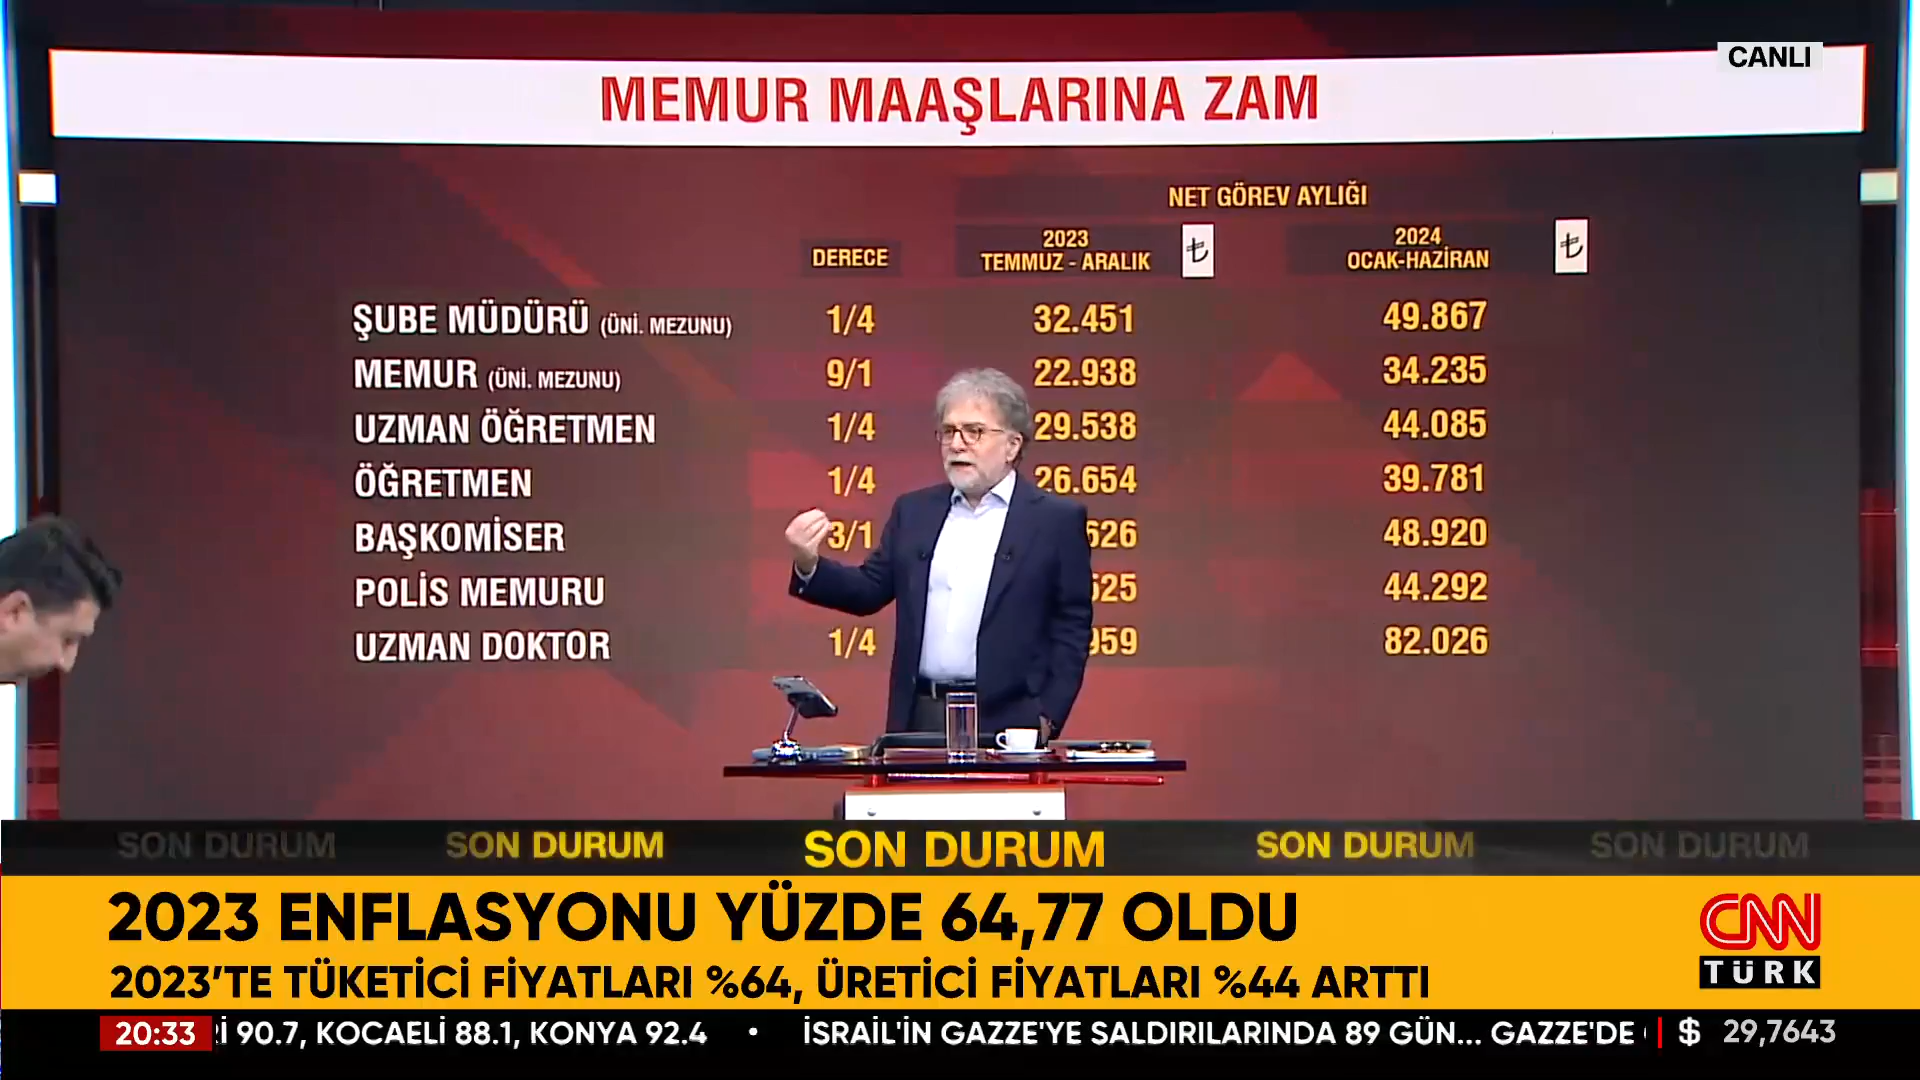 CANLI
MEMUR MAAŞLARINA ZAM
NET GÖREV AYLIĞI
DERECE
2023
TEMMUZ - ARALIK
₺
2024
OCAK-HAZİRAN
₺
ŞUBE MÜDÜRÜ (ÜNİ. MEZUNU) 1/4 32.451 49.867
MEMUR (ÜNİ. MEZUNU) 9/1 22.938 34.235
UZMAN ÖĞRETMEN 1/4 29.538 44.085
ÖĞRETMEN 1/4 26.654 39.781
BAŞKOMİSER 3/1 626 48.920
POLİS MEMURU 525 44.292
UZMAN DOKTOR 1/4 959 82.026
SON DURUM SON DURUM SON DURUM SON DURUM SON DURUM
2023 ENFLASYONU YÜZDE 64,77 OLDU
2023'TE TÜKETİCİ FİYATLARI %64, ÜRETİCİ FİYATLARI %44 ARTTI
CNN
TÜRK
20:33 Rİ 90.7, KOCAELİ 88.1, KONYA 92.4 • İSRAİL'İN GAZZE'YE SALDIRILARINDA 89 GÜN... GAZZE'DE $ 29,7643